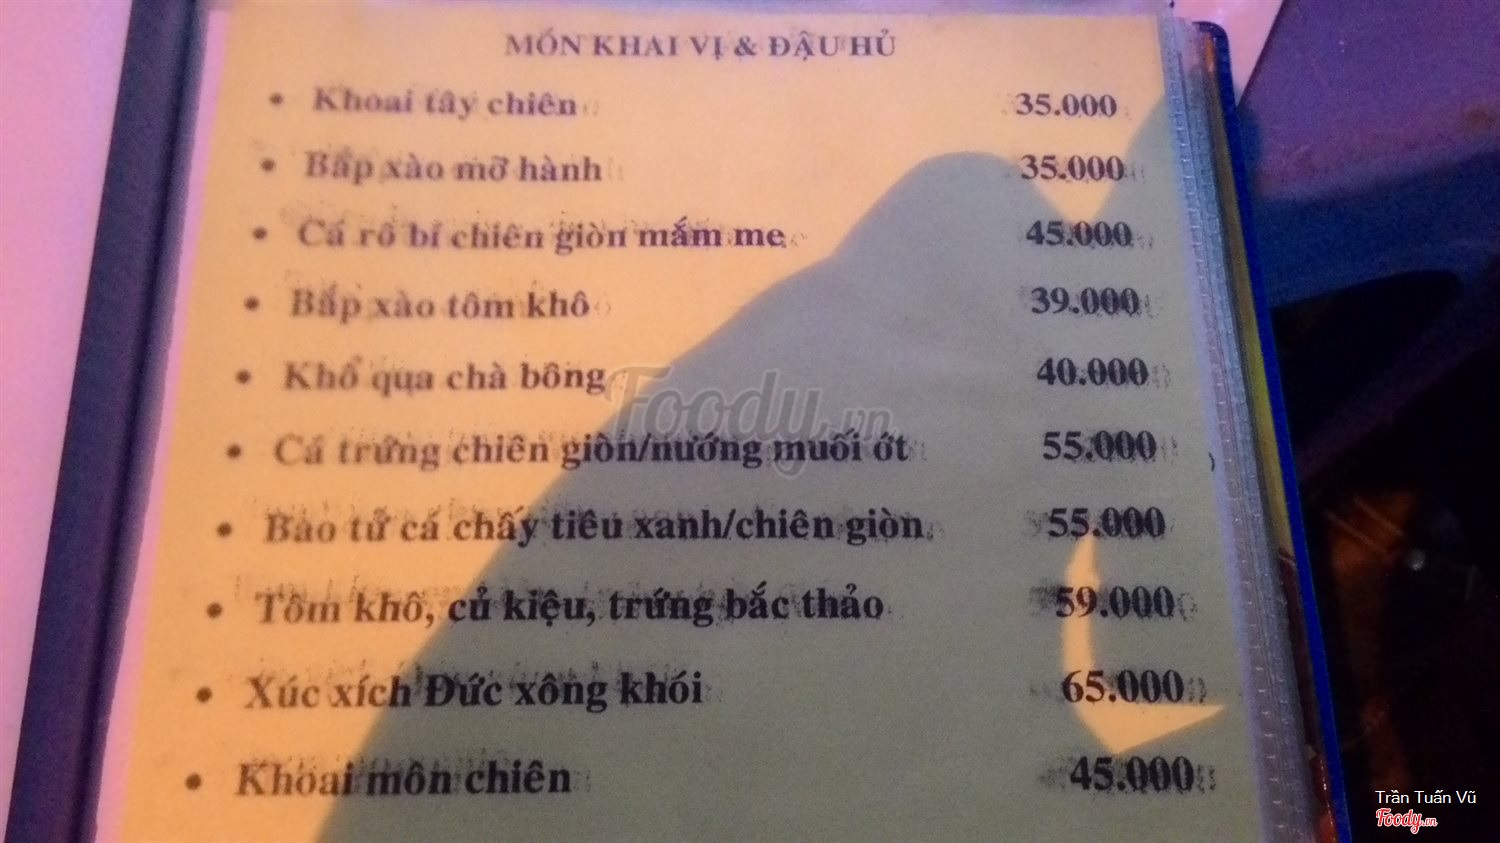 MÓN KHAI VỊ & ĐẬU HỦ
• Khoai tây chiên 35.000
• Bắp xào mỡ hành 35.000
• Cá rô bí chiên giòn mắm me 45.000
• Bắp xào tôm khô 39.000
• Khổ qua chà bông 40.000
• Cá trứng chiên giòn/nướng muối ớt 55.000
• Bao tử cá chấy tiêu xanh/chiên giòn 55.000
• Tôm khô, củ kiệu, trứng bắc thảo 59.000
• Xúc xích Đức xông khói 65.000
• Khoai môn chiên 45.000
Foody.vn
Trần Tuấn Vũ
Foody.vn